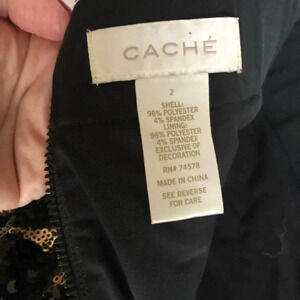 CACHÉ
2
SHELL:
96% POLYESTER
4% SPANDEX
LINING:
96% POLYESTER
4% SPANDEX
EXCLUSIVE OF
DECORATION
RN# 74578
MADE IN CHINA
SEE REVERSE
FOR CARE